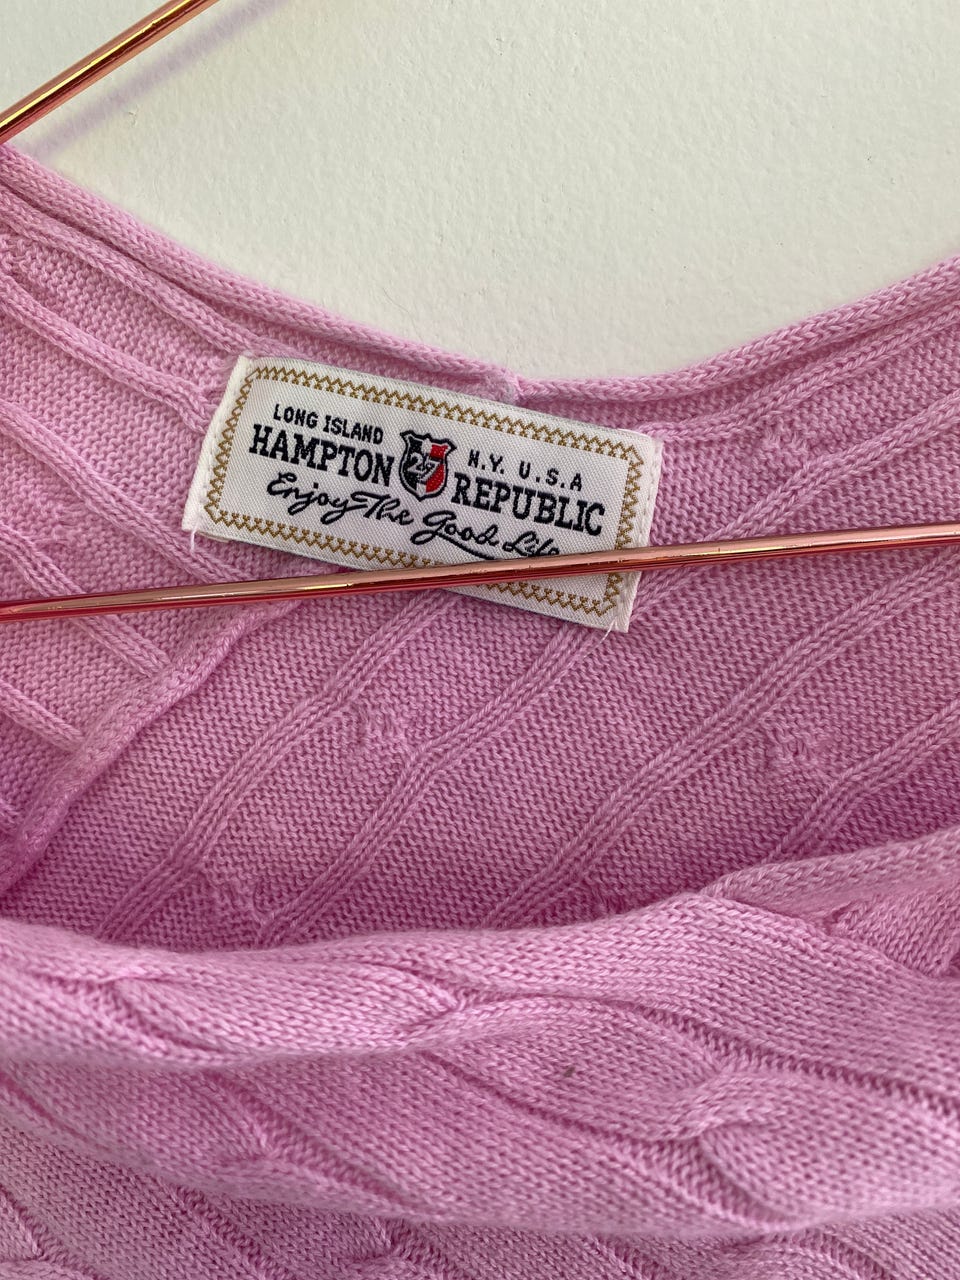 LONG ISLAND N.Y. U.S.A
HAMPTON 27 REPUBLIC
Enjoy The Good Life